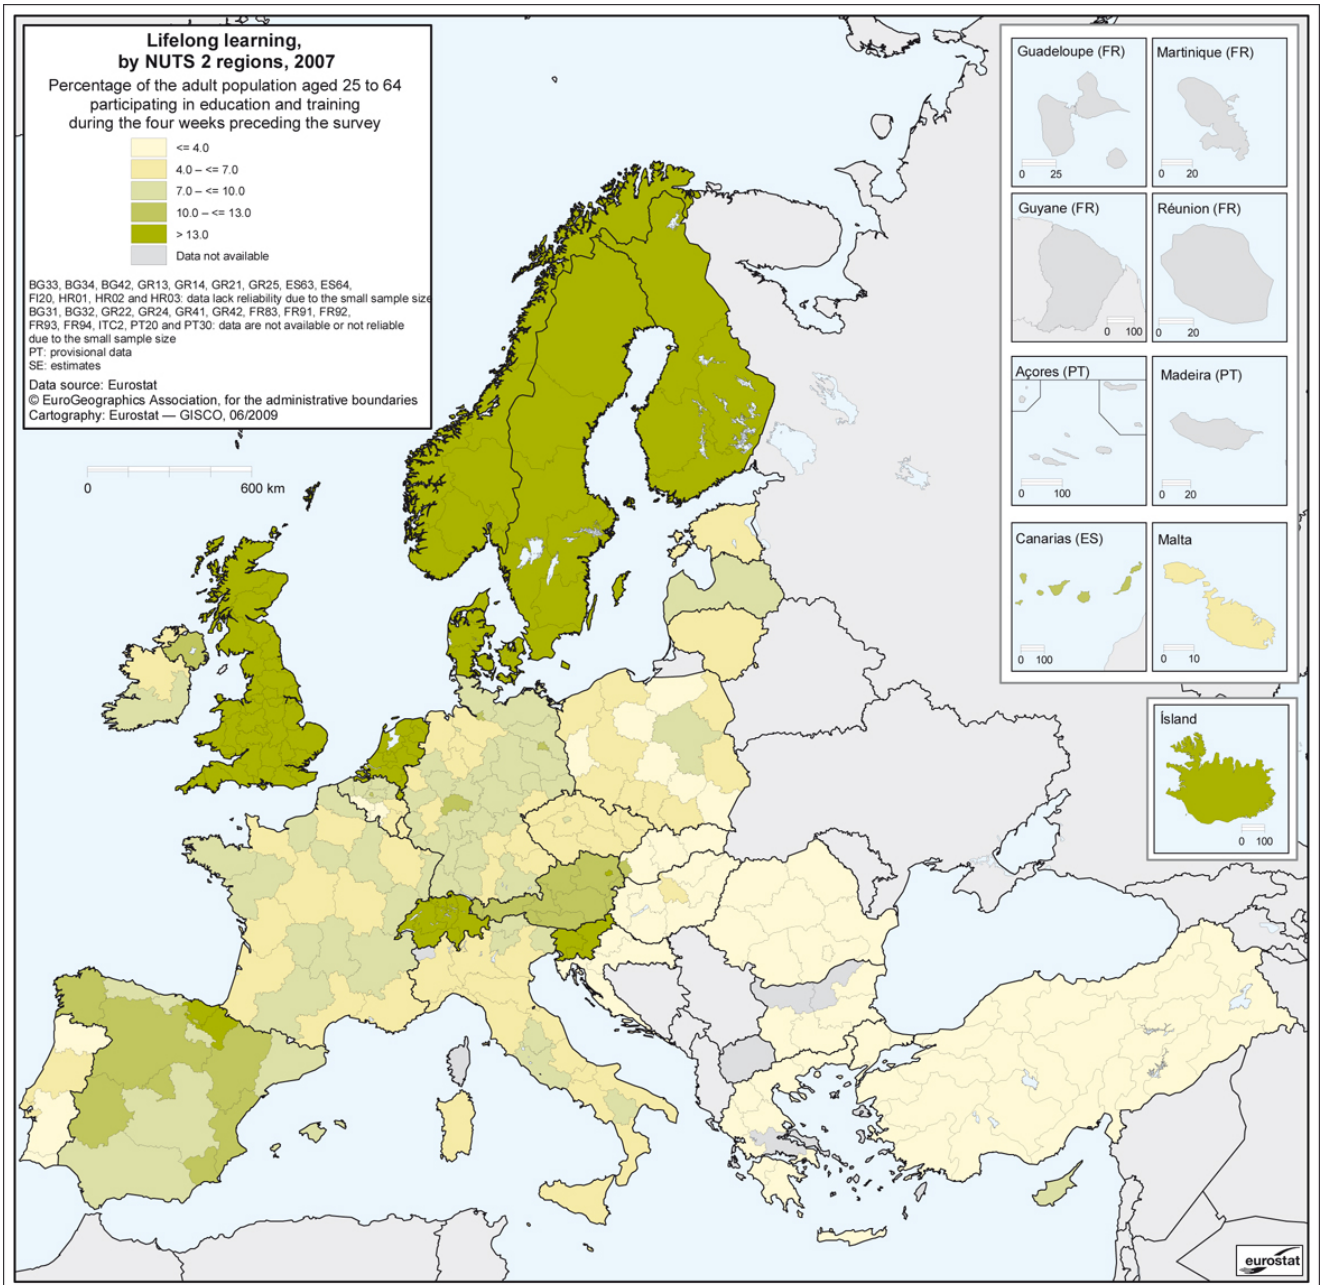 Lifelong learning,
by NUTS 2 regions, 2007
Percentage of the adult population aged 25 to 64
participating in education and training
during the four weeks preceding the survey
<= 4.0
4.0 – <= 7.0
7.0 – <= 10.0
10.0 – <= 13.0
> 13.0
Data not available
BG33, BG34, BG42, GR13, GR14, GR21, GR25, ES63, ES64,
FI20, HR01, HR02 and HR03: data lack reliability due to the small sample size
BG31, BG32, GR22, GR24, GR41, GR42, FR83, FR91, FR92,
FR93, FR94, ITC2, PT20 and PT30: data are not available or not reliable
due to the small sample size
PT: provisional data
SE: estimates
Data source: Eurostat
© EuroGeographics Association, for the administrative boundaries
Cartography: Eurostat — GISCO, 06/2009
0 600 km
Guadeloupe (FR)
0 25
Martinique (FR)
0 20
Guyane (FR)
0 100
Réunion (FR)
0 20
Açores (PT)
0 100
Madeira (PT)
0 20
Canarias (ES)
0 100
Malta
0 10
Ísland
0 100
eurostat